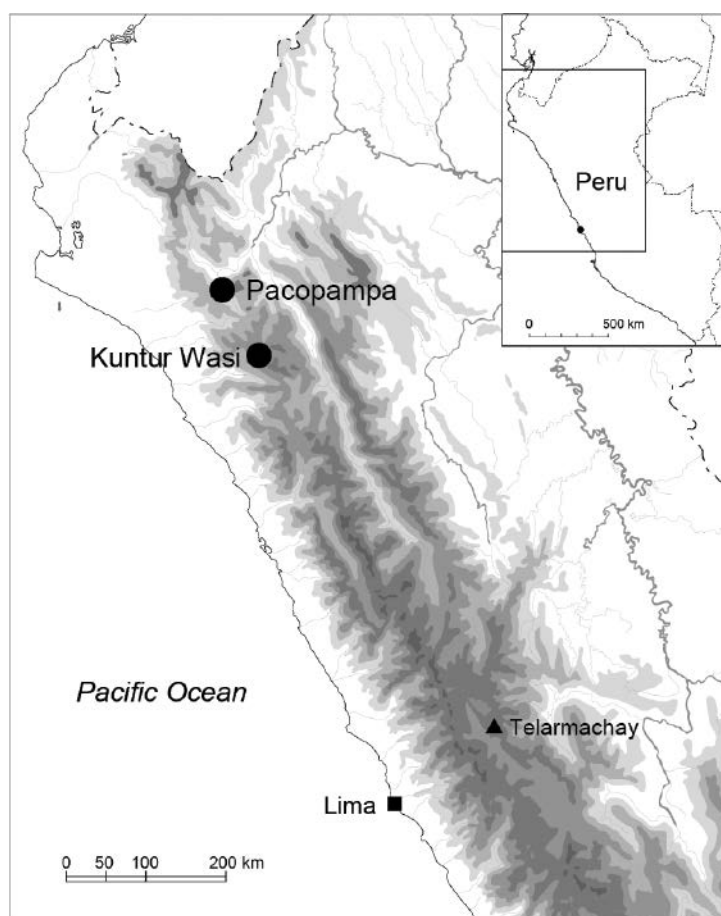 Peru
0 500 km
Pacopampa
Kuntur Wasi
Pacific Ocean
Telarmachay
Lima
0 50 100 200 km